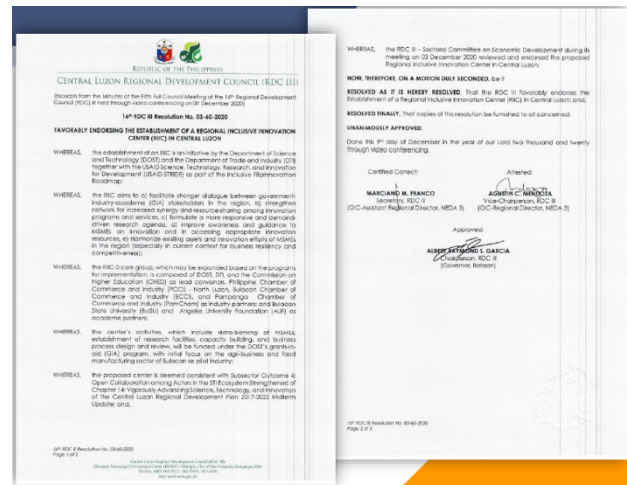 REPUBLIC OF THE PHILIPPINES
CENTRAL LUZON REGIONAL DEVELOPMENT COUNCIL (RDC III)
(Excerpts from the Minutes of the Fifth Full Council Meeting of the 16th Regional Development
Council (RDC) III held through video conferencing on 09 December 2020)
16th RDC III Resolution No. 03-60-2020
FAVORABLY ENDORSING THE ESTABLISHMENT OF A REGIONAL INCLUSIVE INNOVATION
CENTER (RIIC) IN CENTRAL LUZON
WHEREAS, the establishment of an RIIC is an initiative by the Department of Science
and Technology (DOST) and the Department of Trade and Industry (DTI)
together with the USAID Science, Technology, Research, and Innovation
for Development (USAID-STRIDE) as part of the Inclusive Filipinnovation
Roadmap;
WHEREAS, the RIIC aims to a) facilitate stronger dialogue between government-
industry-academe (GIA) stakeholders in the region, b) strengthen
network for increased synergy and resource-sharing among innovation
programs and services, c) formulate a more responsive and demand-
driven research agenda, d) improve awareness and guidance to
MSMEs on innovation and in accessing appropriate innovation
resources, e) Harmonize existing assets and innovation efforts of MSMEs
in the region (especially in current context for business resiliency and
competitiveness);
WHEREAS, the RIIC-3 core group, which may be expanded based on the programs
for implementation, is composed of DOST, DTI, and the Commission on
Higher Education (CHED) as lead convenors, Philippine Chamber of
Commerce and Industry (PCCI) - North Luzon, Bulacan Chamber of
Commerce and Industry (BCCI), and Pampanga Chamber of
Commerce and Industry (PamCham) as industry partners; and Bulacan
State University (BulSU) and Angeles University Foundation (AUF) as
academe partners;
WHEREAS, the center's activities, which include data-banking of MSMEs,
establishment of research facilities, capacity building, and business
process design and review, will be funded under the DOST's grants-in-
aid (GIA) program, with initial focus on the agri-business and food
manufacturing sector of Bulacan as pilot industry;
WHEREAS, the proposed center is deemed consistent with Subsector Outcome 4:
Open Collaboration among Actors in the STI Ecosystem Strengthened of
Chapter 14: Vigorously Advancing Science, Technology, and Innovation
of the Central Luzon Regional Development Plan 2017-2022 Midterm
Update; and,
16th RDC III Resolution No. 03-60-2020
Page 1 of 2
WHEREAS, the RDC III – Sectoral Committee on Economic Development during its
meeting on 03 December 2020 reviewed and endorsed the proposed
Regional Inclusive Innovation Center in Central Luzon;
NOW, THEREFORE, ON A MOTION DULY SECONDED, be it
RESOLVED AS IT IS HEREBY RESOLVED, That the RDC III favorably endorses the
Establishment of a Regional Inclusive Innovation Center (RIIC) in Central Luzon; and,
RESOLVED FINALLY, That copies of this resolution be furnished to all concerned.
UNANIMOUSLY APPROVED.
Done this 9th day of December in the year of our Lord two thousand and twenty
through video conferencing.
Certified Correct: Attested:
MARCIANO M. FRANCO AGUSTIN C. MENDOZA
Secretary, RDC III Vice-Chairperson, RDC III
(OIC-Assistant Regional Director, NEDA 3) (OIC-Regional Director, NEDA 3)
Approved:
ALBERT RAYMOND S. GARCIA
Chairperson, RDC III
(Governor, Bataan)
16th RDC III Resolution No. 03-60-2020
Page 2 of 2